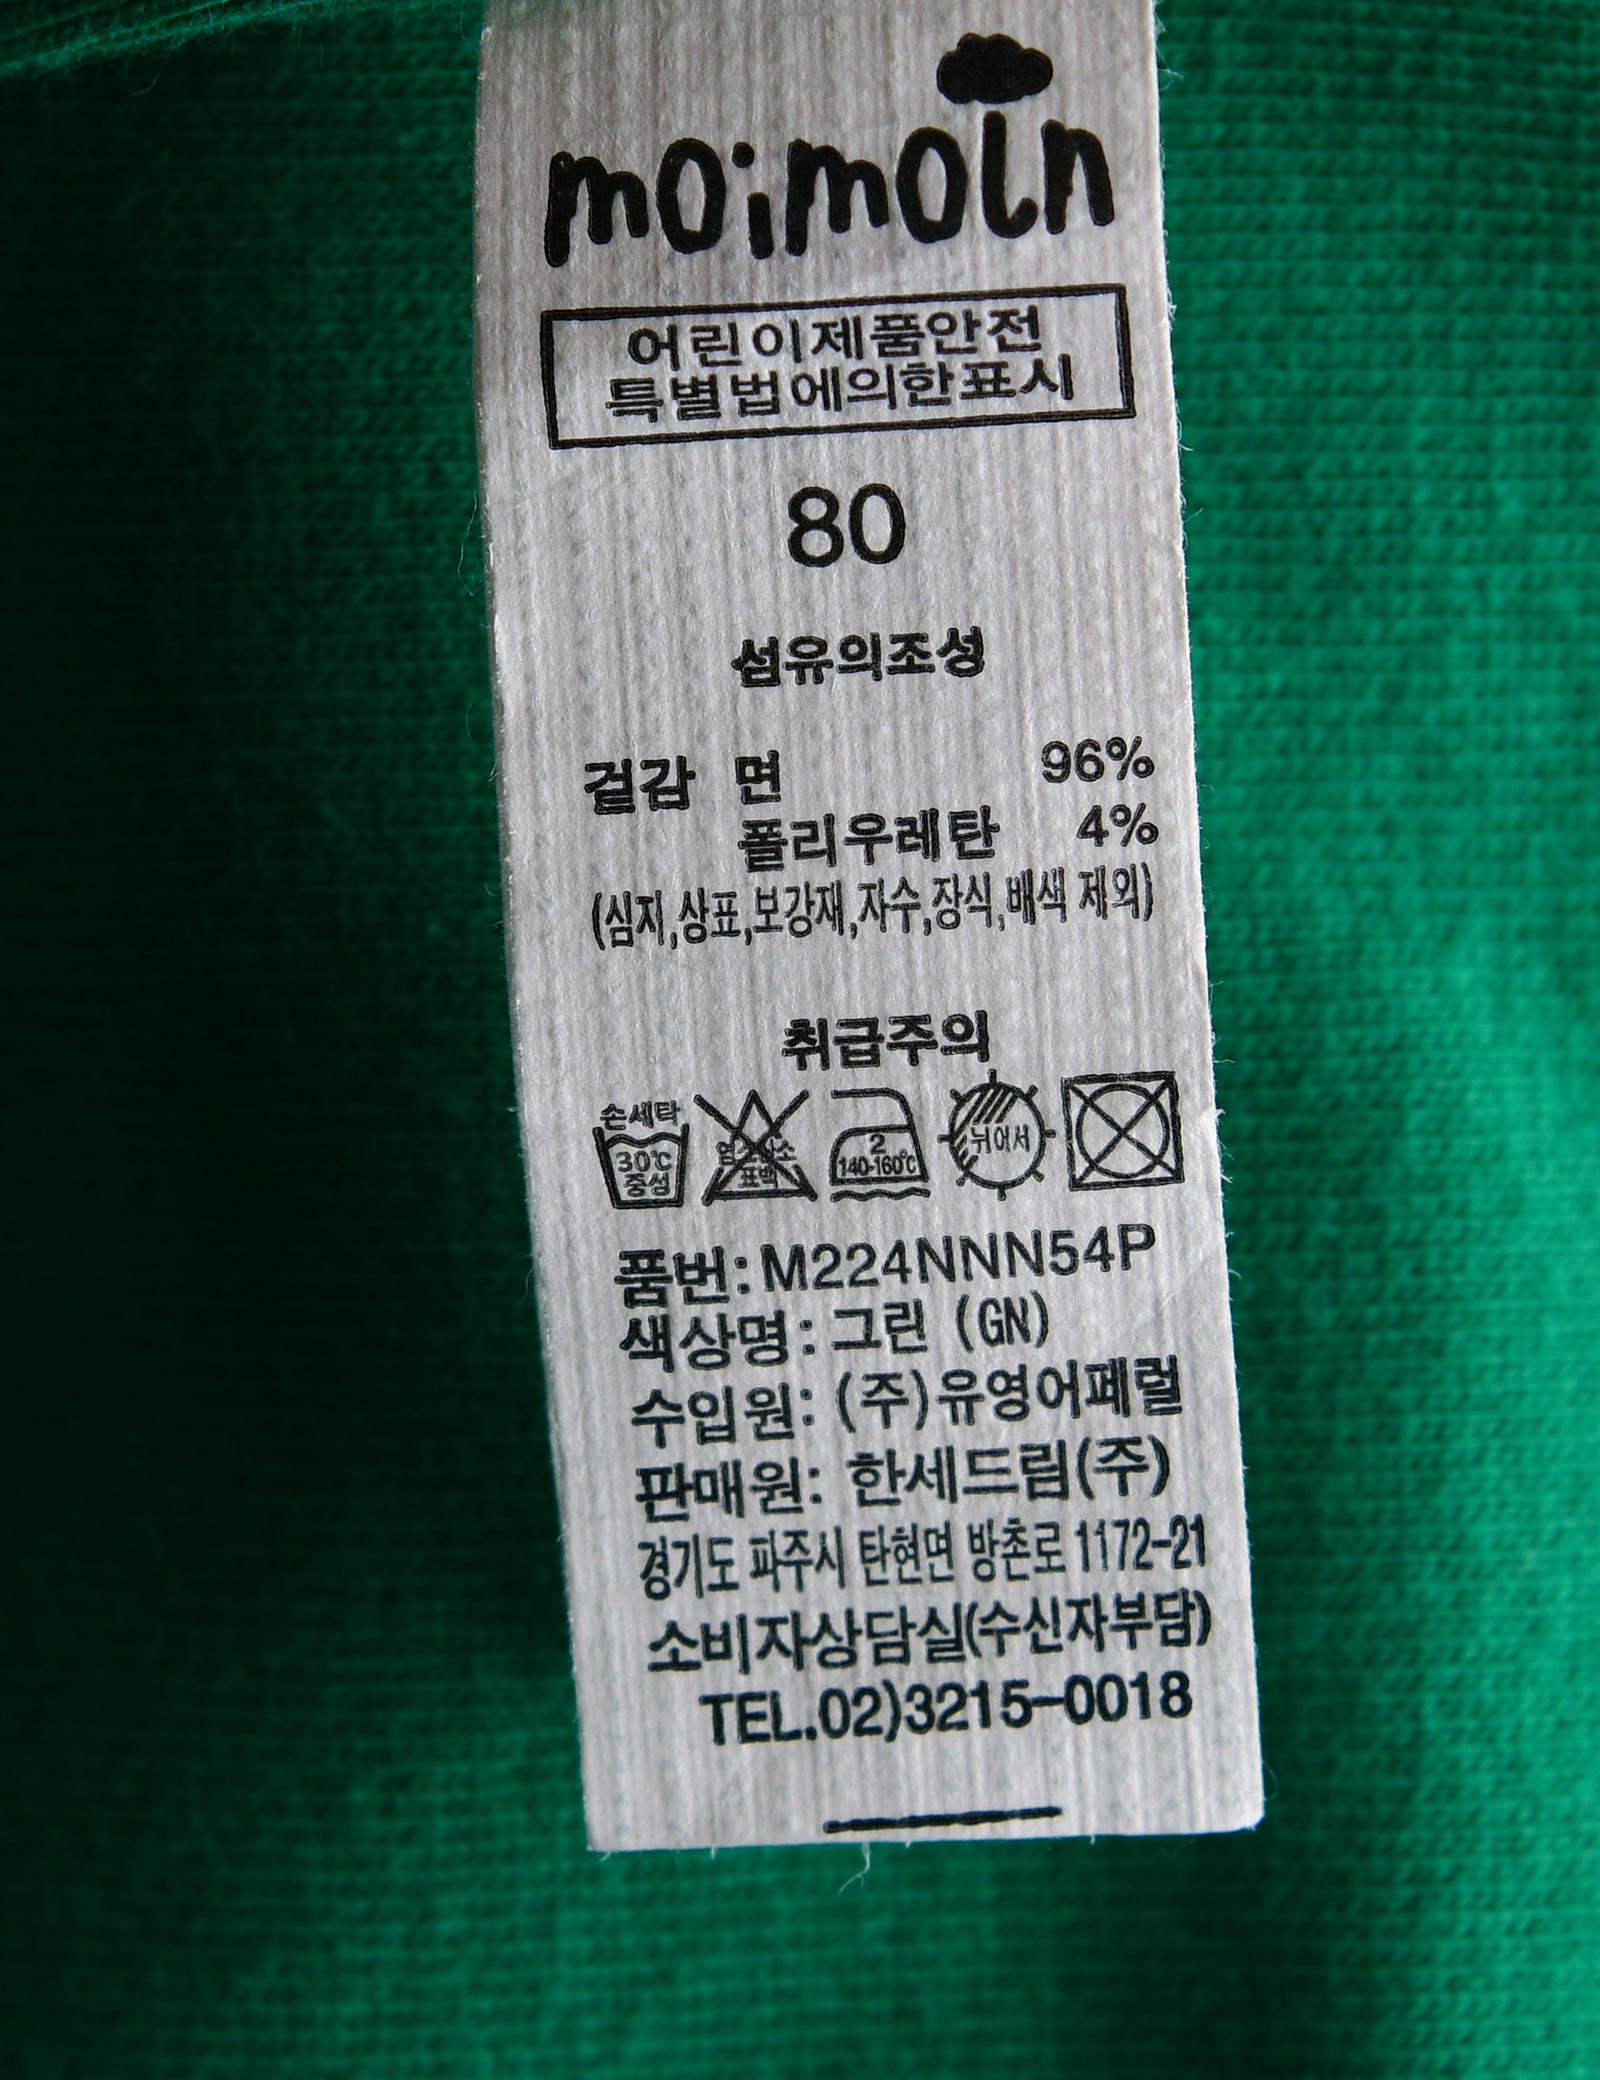 moimoln
어린이제품안전
특별법에의한표시
80
섬유의조성
겉감 면 96%
폴리우레탄 4%
(심지,상표,보강재,자수,장식,배색 제외)
취급주의
손세탁
30℃
중성
염소산소
표백
2
140-160℃
뉘어서
품번:M224NNN54P
색상명:그린 (GN)
수입원:(주)유영어페럴
판매원: 한세드림(주)
경기도 파주시 탄현면 방촌로 1172-21
소비자상담실(수신자부담)
TEL.02)3215-0018